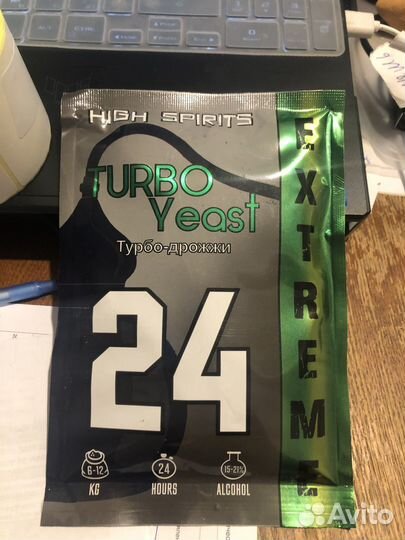 HIGH SPIRITS
TURBO
Yeast
Турбо-дрожжи
24
EXTREME
6-12
KG
24
HOURS
15-21%
ALCOHOL
Avito